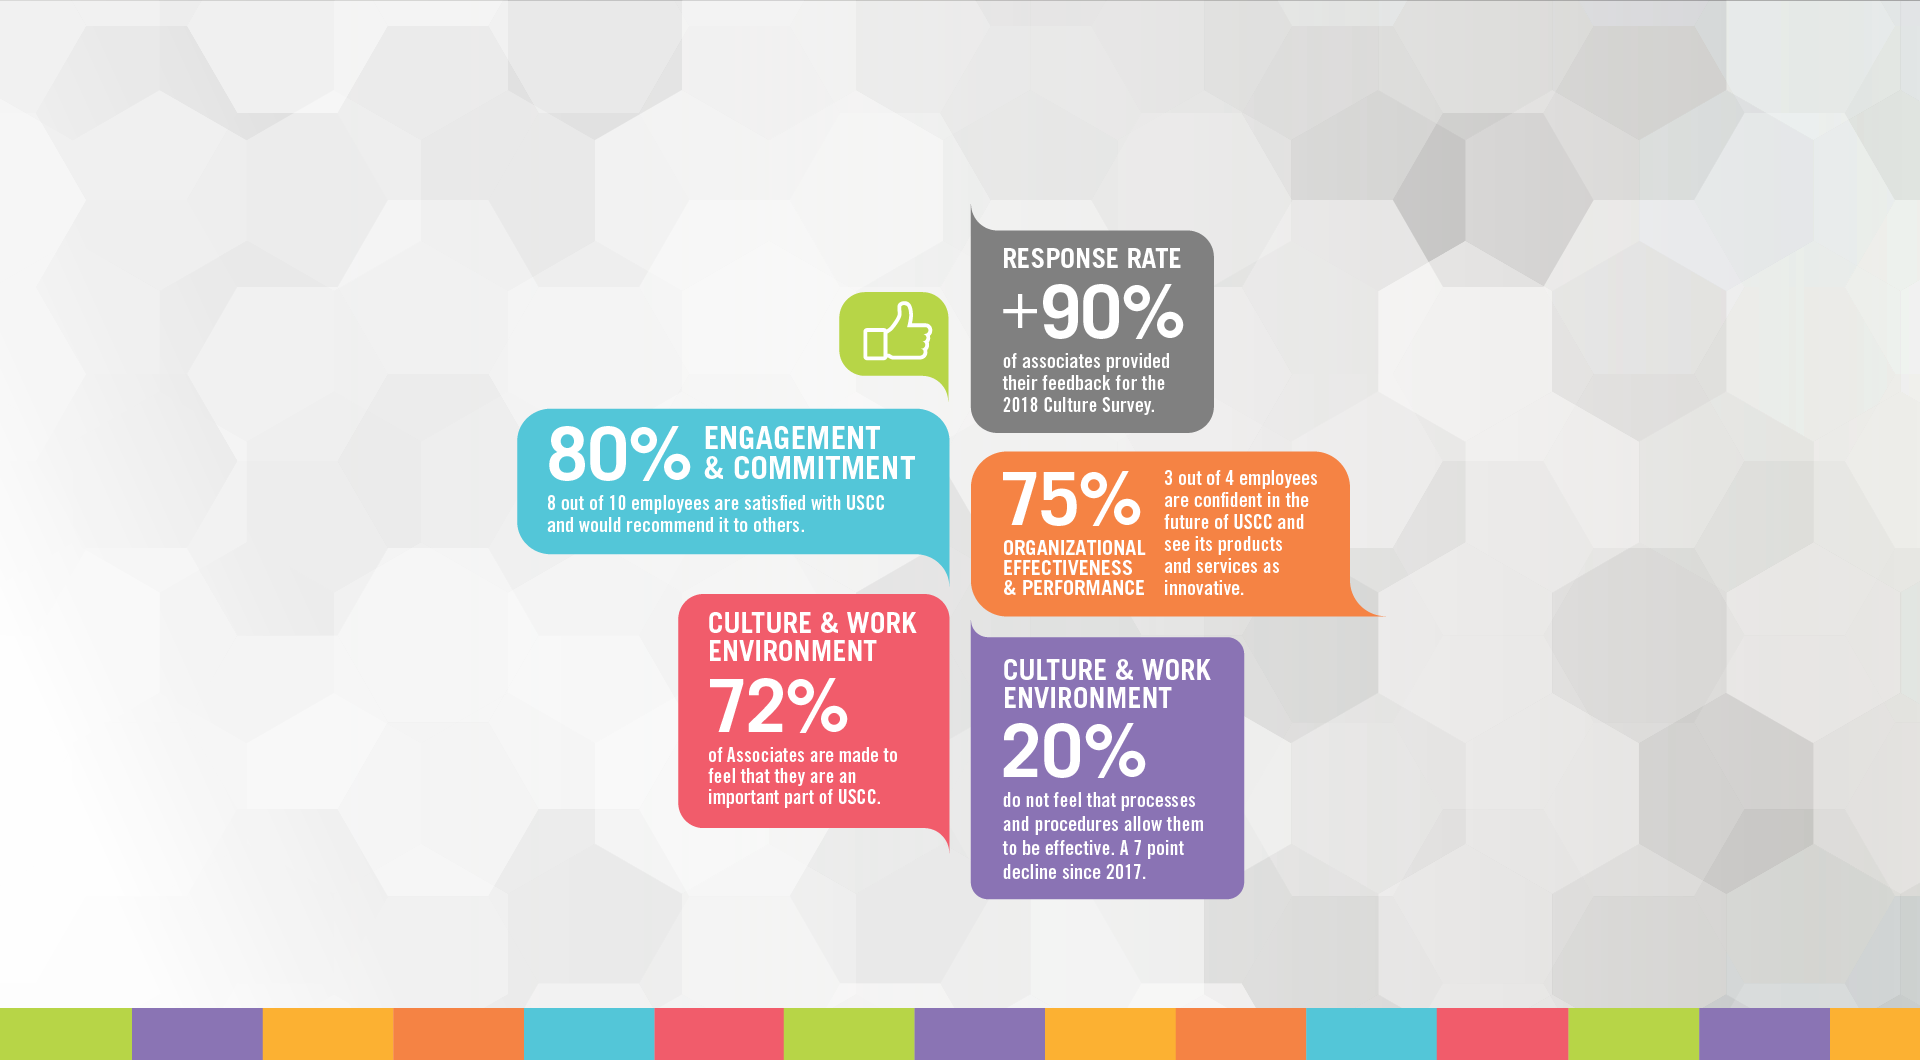 RESPONSE RATE
+90%
of associates provided
their feedback for the
2018 Culture Survey.
80% ENGAGEMENT
& COMMITMENT
8 out of 10 employees are satisfied with USCC
and would recommend it to others.
75%
ORGANIZATIONAL
EFFECTIVENESS
& PERFORMANCE
3 out of 4 employees
are confident in the
future of USCC and
see its products
and services as
innovative.
CULTURE & WORK
ENVIRONMENT
72%
of Associates are made to
feel that they are an
important part of USCC.
CULTURE & WORK
ENVIRONMENT
20%
do not feel that processes
and procedures allow them
to be effective. A 7 point
decline since 2017.